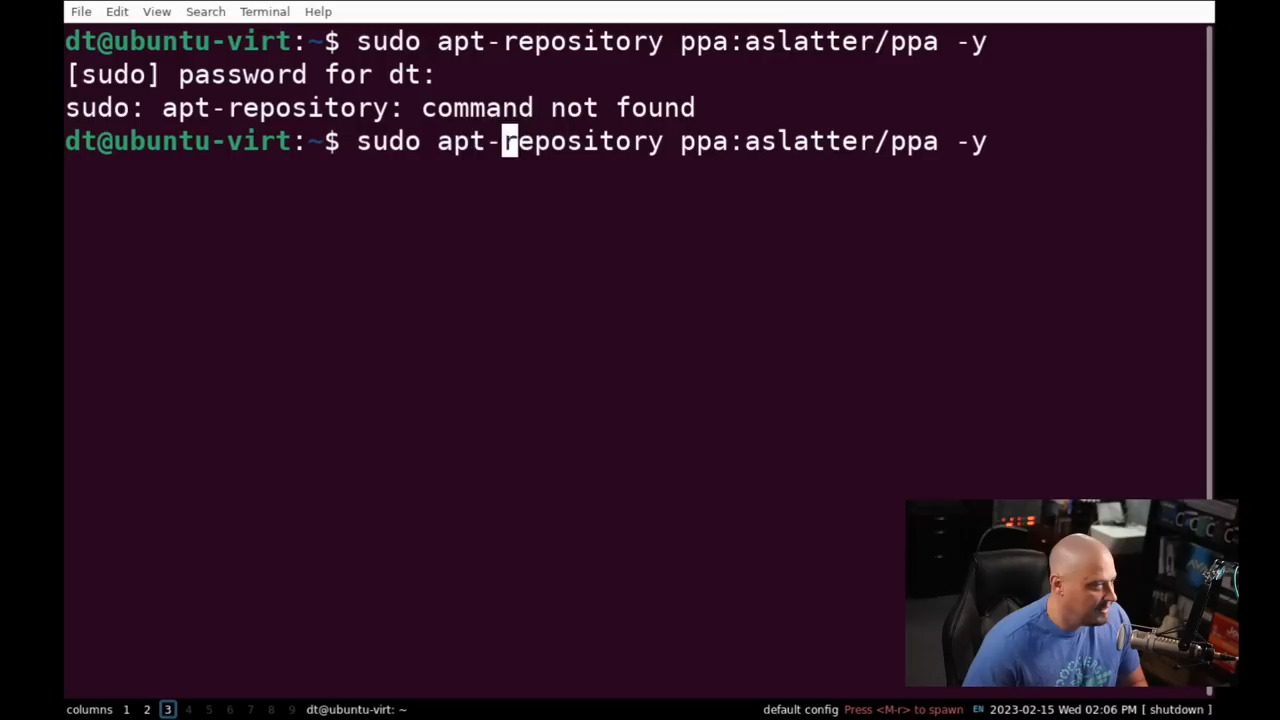 File Edit View Search Terminal Help
dt@ubuntu-virt:~$ sudo apt-repository ppa:aslatter/ppa -y
[sudo] password for dt:
sudo: apt-repository: command not found
dt@ubuntu-virt:~$ sudo apt-repository ppa:aslatter/ppa -y
columns 1 2 3 4 5 6 7 8 9 dt@ubuntu-virt: ~ default config Press <M-r> to spawn EN 2023-02-15 Wed 02:06 PM [ shutdown ]